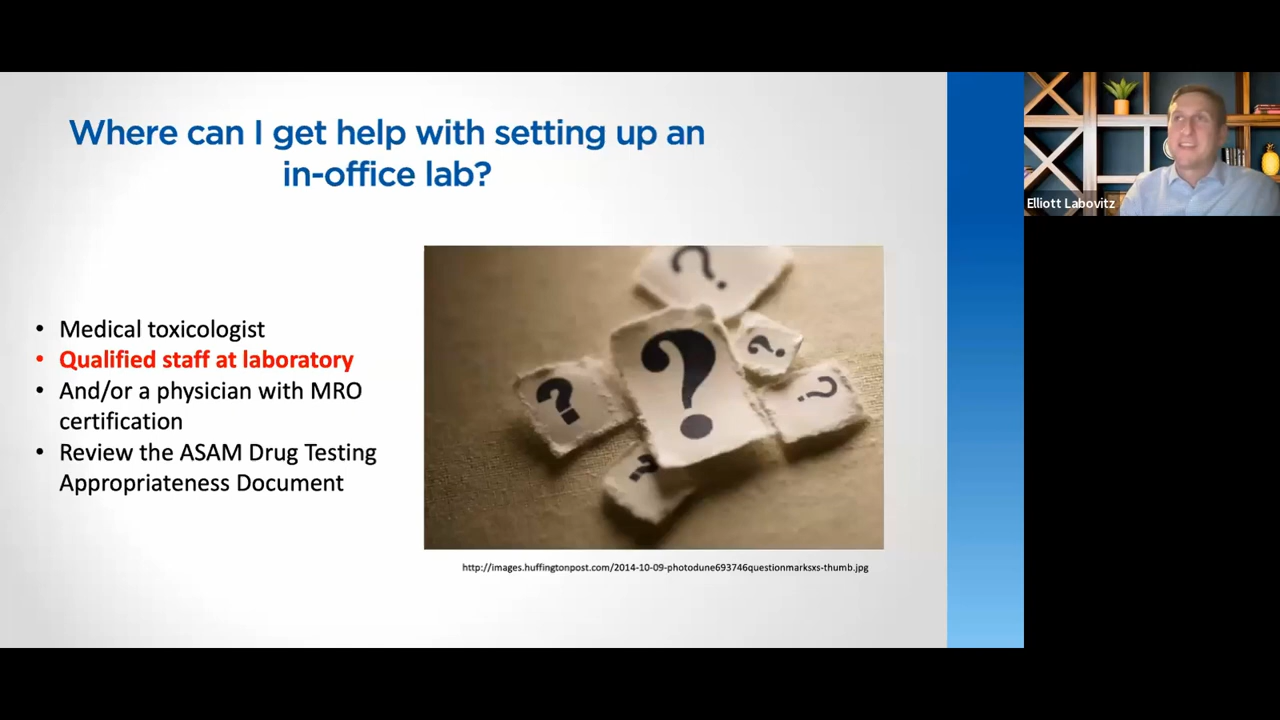 Where can I get help with setting up an
in-office lab?
Elliott Labovitz
• Medical toxicologist
• Qualified staff at laboratory
• And/or a physician with MRO
certification
• Review the ASAM Drug Testing
Appropriateness Document
?
?
?
?
?
?
http://images.huffingtonpost.com/2014-10-09-photodune693746questionmarksxs-thumb.jpg